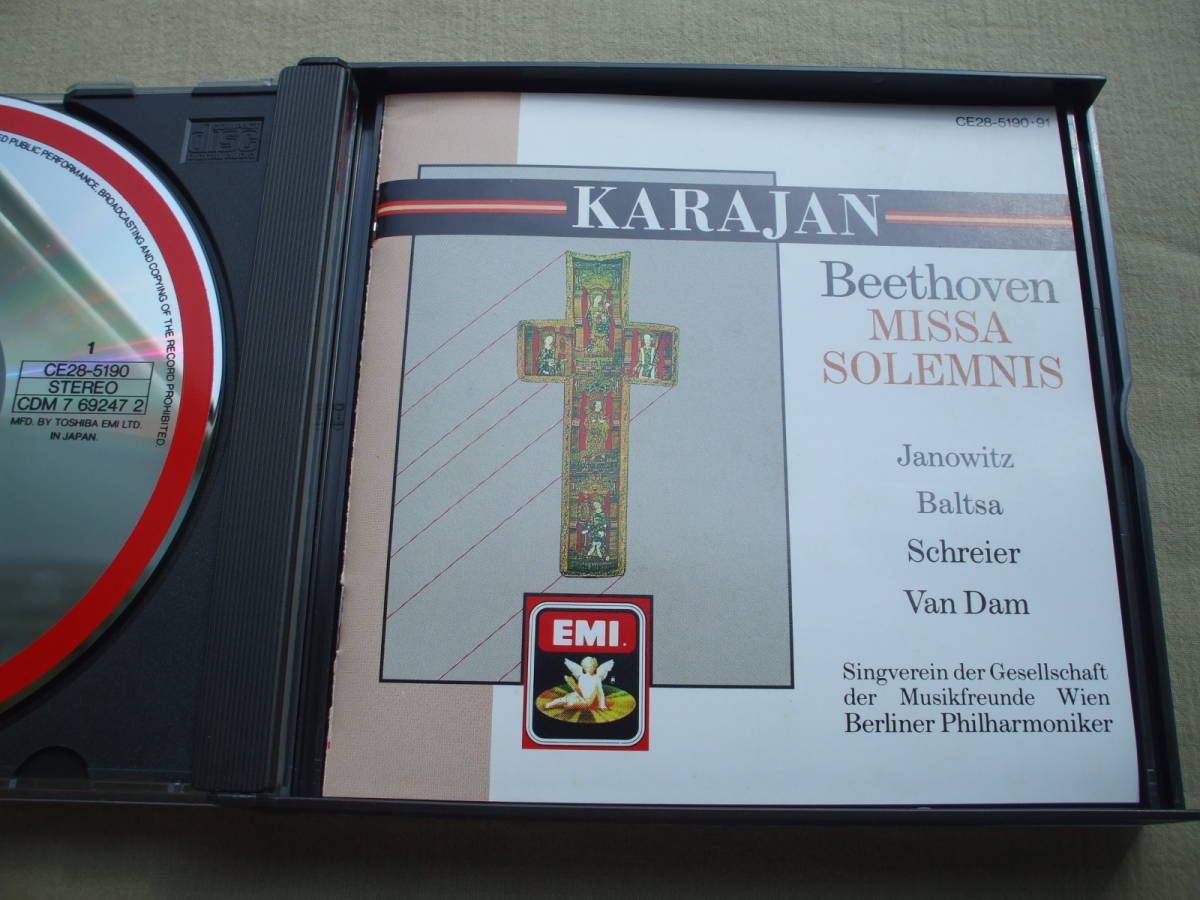 PUBLIC PERFORMANCE, BROADCASTING AND COPYING OF THE RECORD PROHIBITED.
1
CE28-5190
STEREO
CDM 7 69247 2
MFD. BY TOSHIBA EMI LTD.
IN JAPAN.
disc
CE28-5190·91
KARAJAN
Beethoven
MISSA
SOLEMNIS
Janowitz
Baltsa
Schreier
Van Dam
Singverein der Gesellschaft
der Musikfreunde Wien
Berliner Philharmoniker
EMI